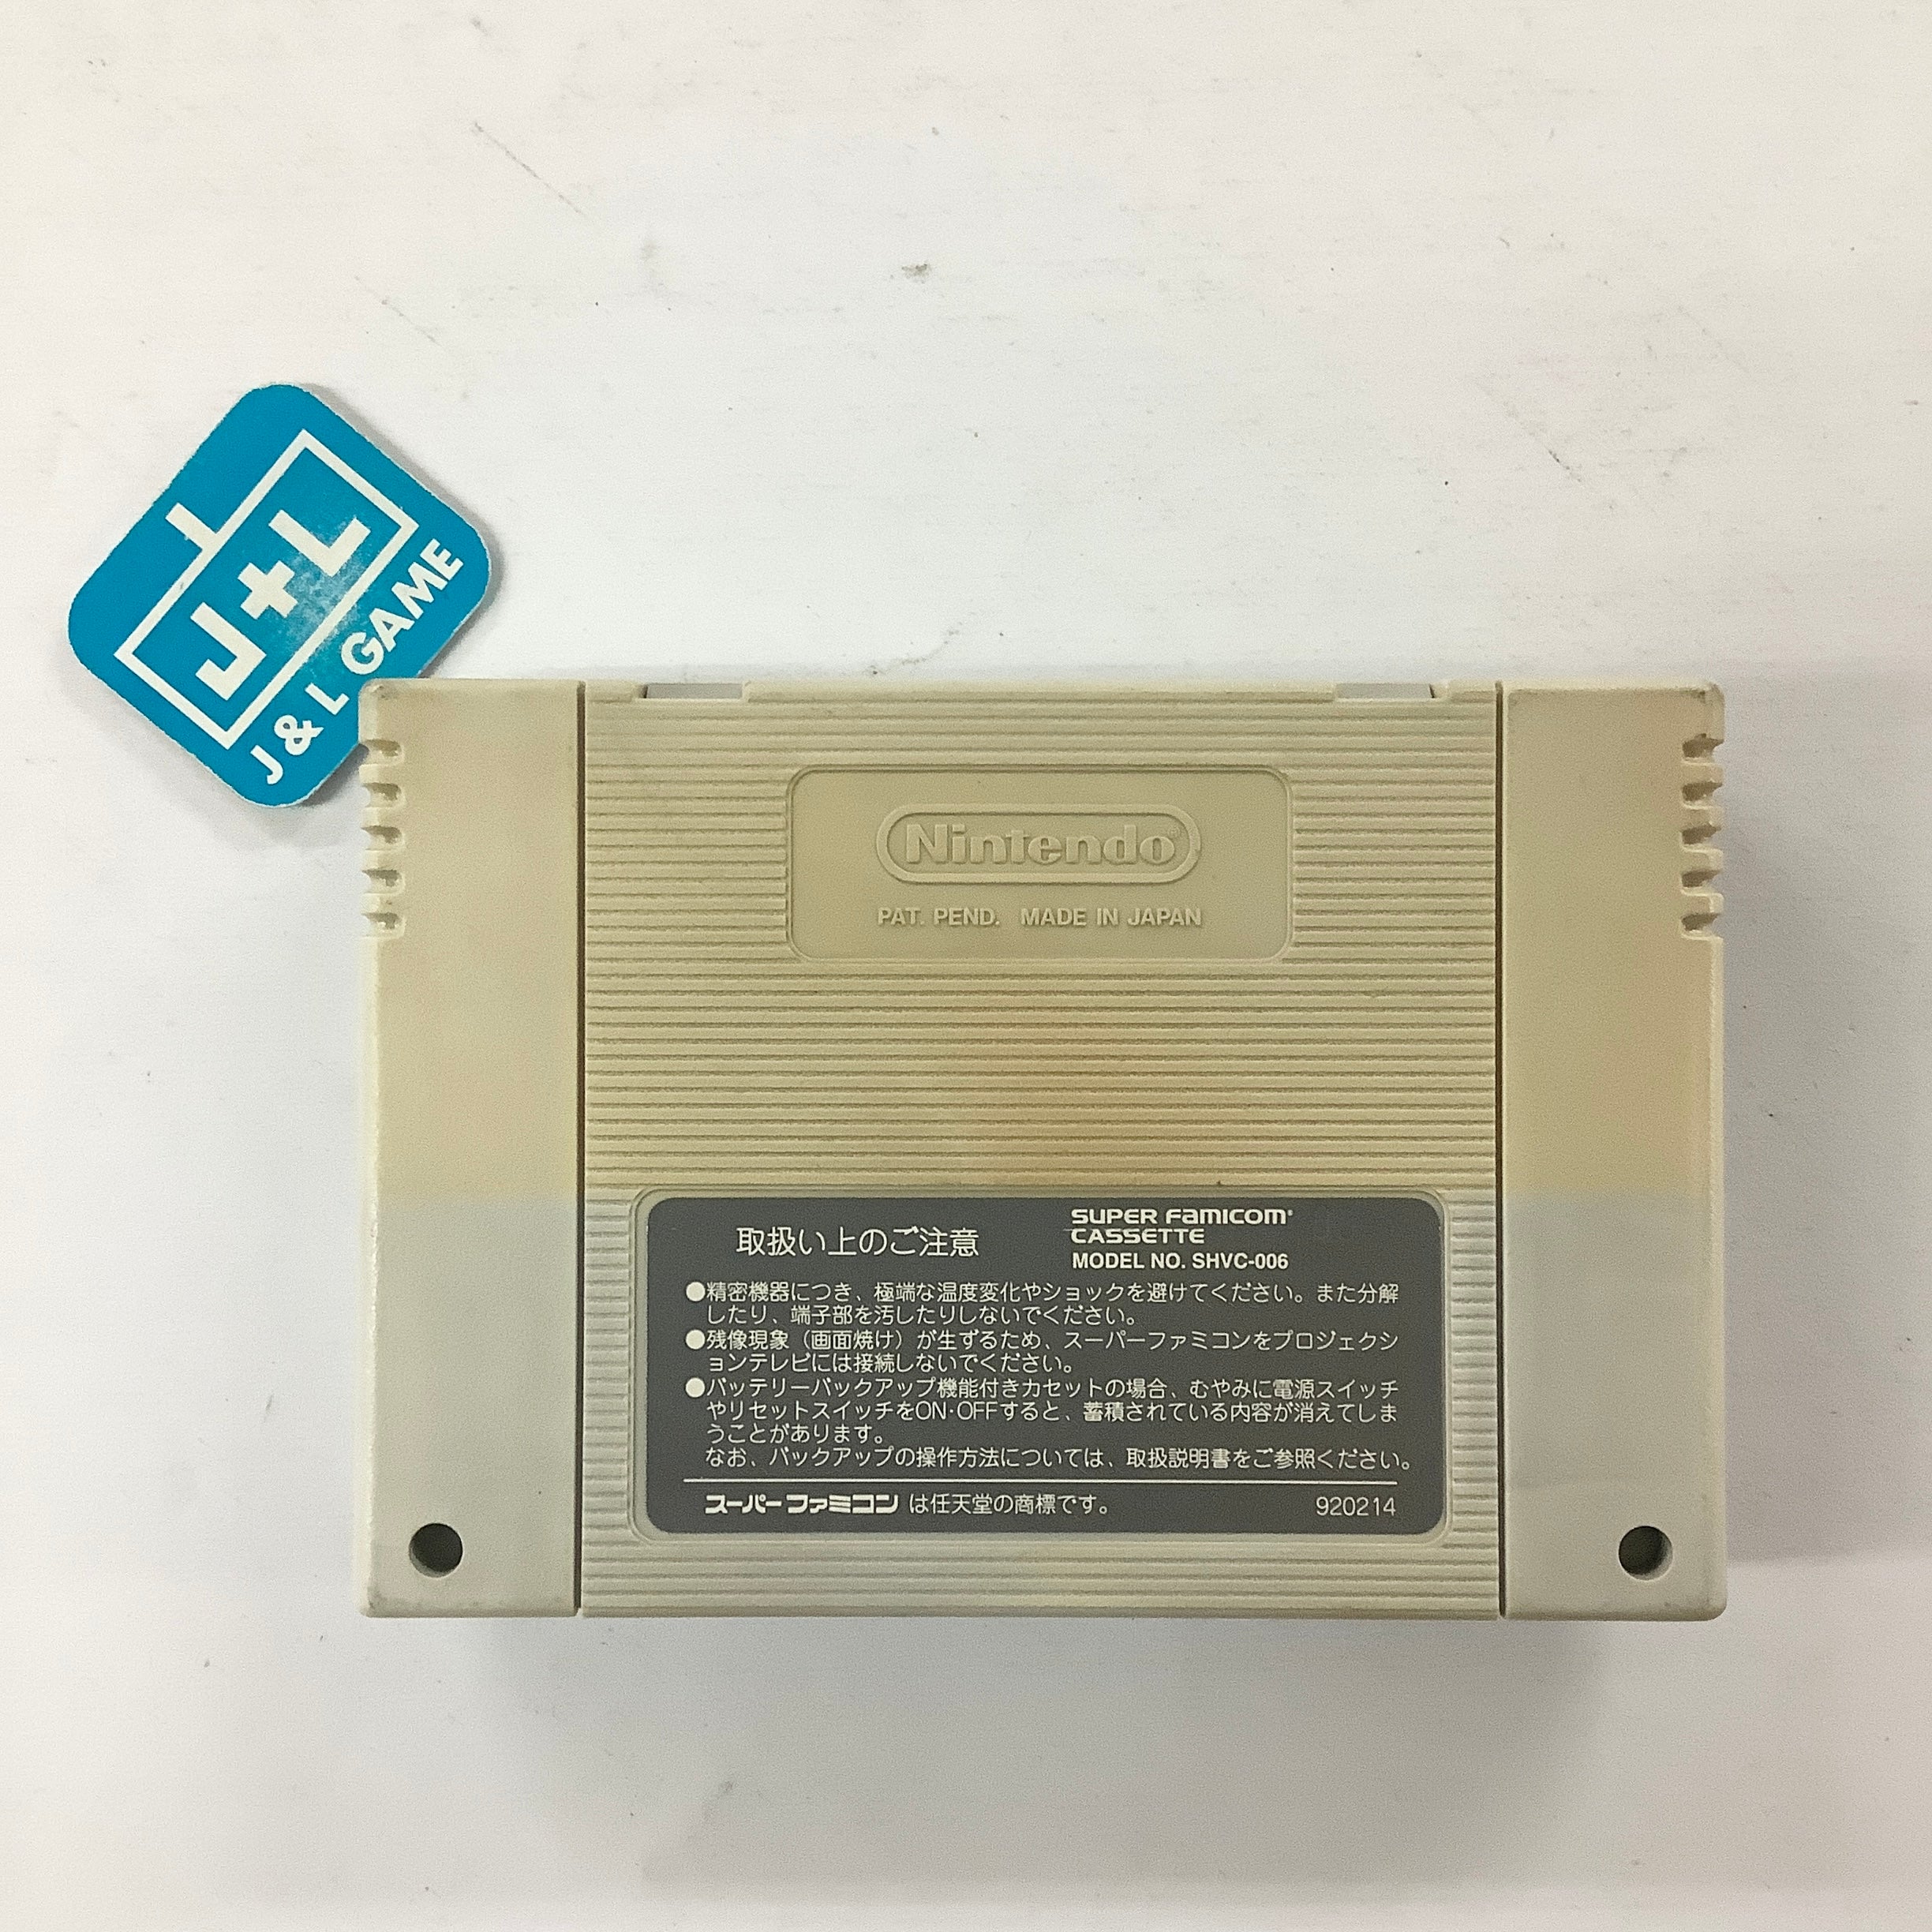 J+L
J & L GAME
Nintendo®
PAT. PEND. MADE IN JAPAN
取扱い上のご注意
SUPER FAMICOM®
CASSETTE
MODEL NO. SHVC-006
●精密機器につき、極端な温度変化やショックを避けてください。また分解
したり、端子部を汚したりしないでください。
●残像現象（画面焼け）が生ずるため、スーパーファミコンをプロジェクシ
ョンテレビには接続しないでください。
●バッテリーバックアップ機能付きカセットの場合、むやみに電源スイッチ
やリセットスイッチをON·OFFすると、蓄積されている内容が消えてしま
うことがあります。
なお、バックアップの操作方法については、取扱説明書をご参照ください。
スーパーファミコン は任天堂の商標です。
920214